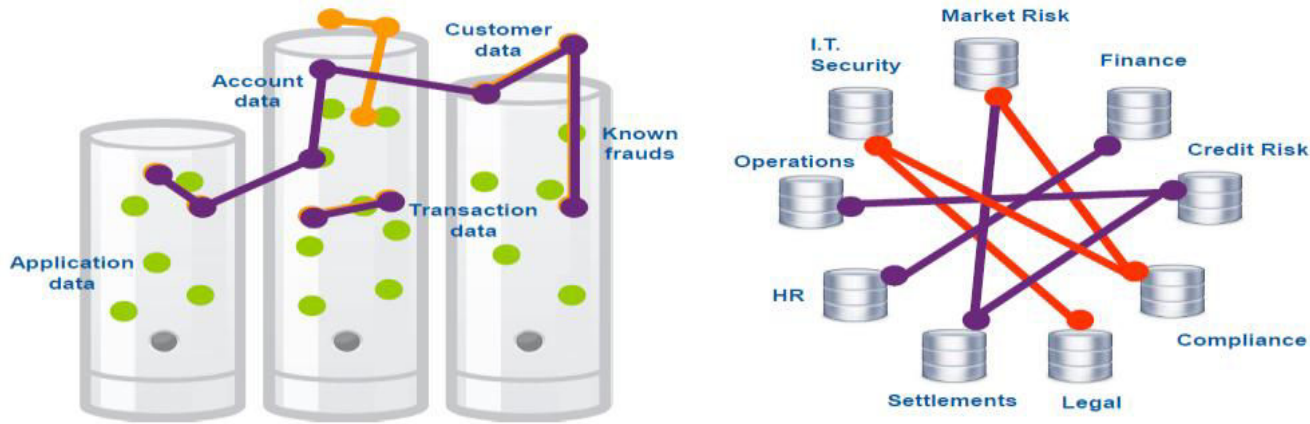 Customer
data
Account
data
Known
frauds
Transaction
data
Application
data
Market Risk
I.T.
Security
Finance
Operations
Credit Risk
HR
Compliance
Settlements
Legal